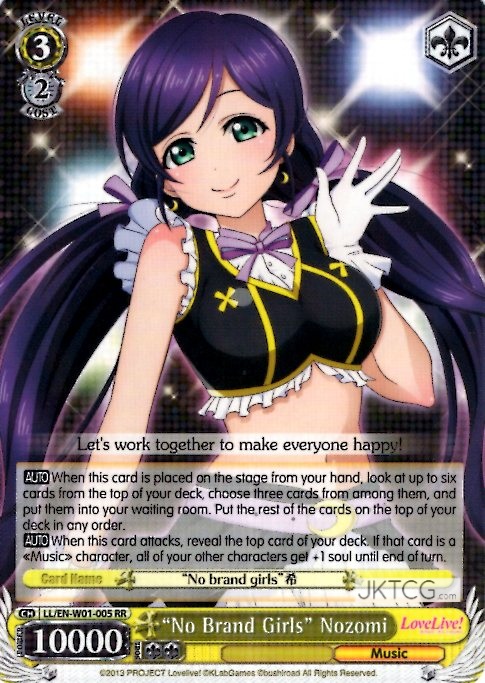 LEVEL
3
2
COST
Let's work together to make everyone happy!
AUTO When this card is placed on the stage from your hand, look at up to six
cards from the top of your deck, choose three cards from among them, and
put them into your waiting room. Put the rest of the cards on the top of your
deck in any order.
AUTO When this card attacks, reveal the top card of your deck. If that card is a
«Music» character, all of your other characters get +1 soul until end of turn.
Card Name
"No brand girls" 希
JKTCG.com
CH LL/EN-W01-005 RR
POWER 10000 SOUL
"No Brand Girls" Nozomi
LoveLive!
Music
©2013 PROJECT Lovelive! ©KLabGames ©bushiroad All Rights Reserved.